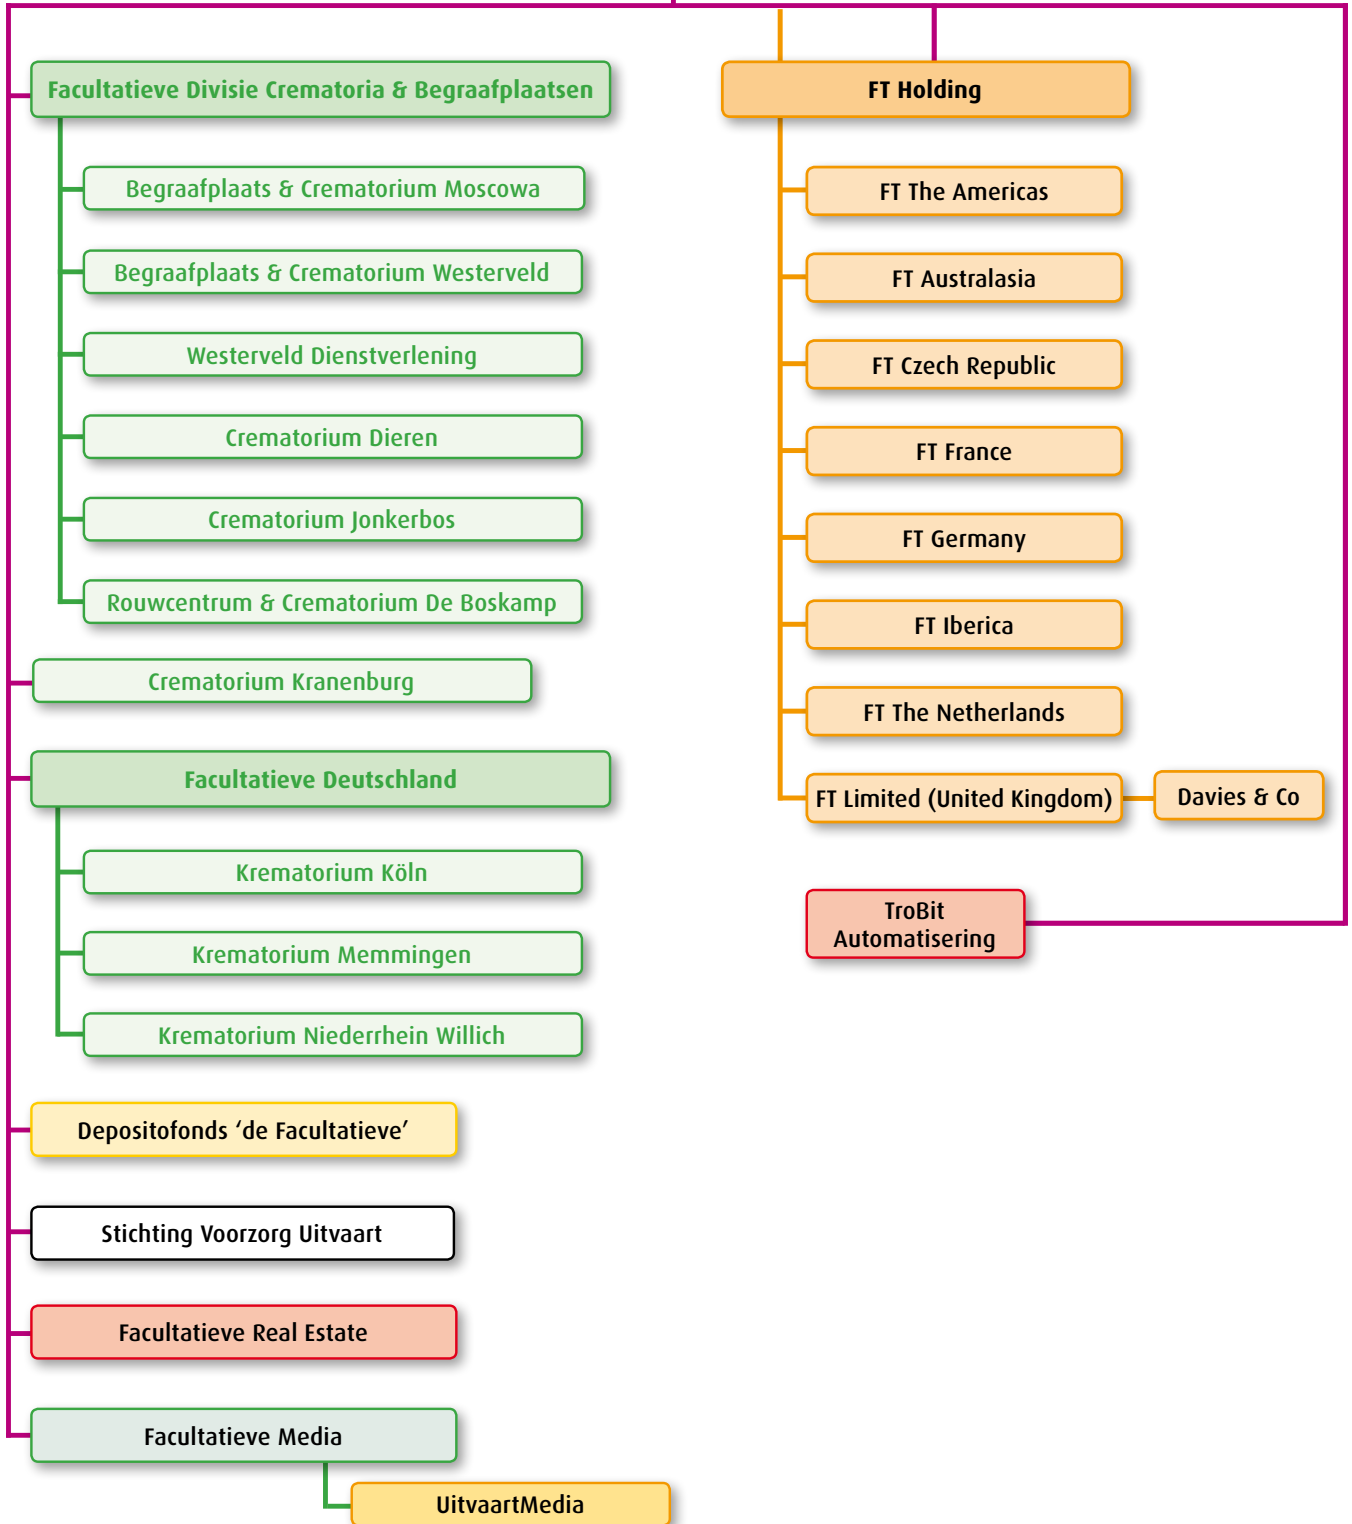 Facultatieve Divisie Crematoria & Begraafplaatsen
Begraafplaats & Crematorium Moscowa
Begraafplaats & Crematorium Westerveld
Westerveld Dienstverlening
Crematorium Dieren
Crematorium Jonkerbos
Rouwcentrum & Crematorium De Boskamp
Crematorium Kranenburg
Facultatieve Deutschland
Krematorium Köln
Krematorium Memmingen
Krematorium Niederrhein Willich
Depositofonds ‘de Facultatieve’
Stichting Voorzorg Uitvaart
Facultatieve Real Estate
Facultatieve Media
UitvaartMedia
FT Holding
FT The Americas
FT Australasia
FT Czech Republic
FT France
FT Germany
FT Iberica
FT The Netherlands
FT Limited (United Kingdom)
Davies & Co
TroBit
Automatisering